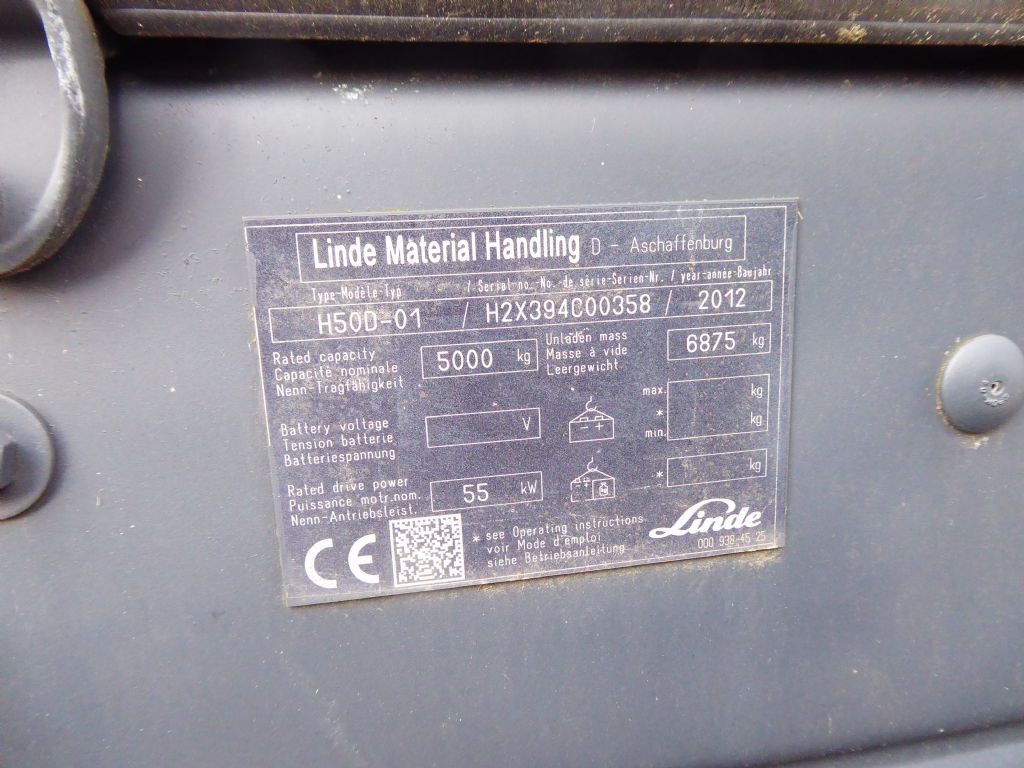 Linde Material Handling D - Aschaffenburg
Type-Modèle-Typ / Serial no. No. de série-Serien-Nr. / year-année-Baujahr
H50D-01 / H2X394C00358 / 2012
Rated capacity
Capacité nominale
Nenn-Tragfähigkeit
5000 kg
Unladen mass
Masse à vide
Leergewicht
6875 kg
Battery voltage
Tension batterie
Batteriespannung
V
- +
max. kg
* kg
min.
Rated drive power
Puissance motr.nom.
Nenn-Antriebsleist.
55 kW
- +
* kg
CE
* see Operating instructions
voir Mode d'emploi
siehe Betriebsanleitung
Linde
000 938 45 25